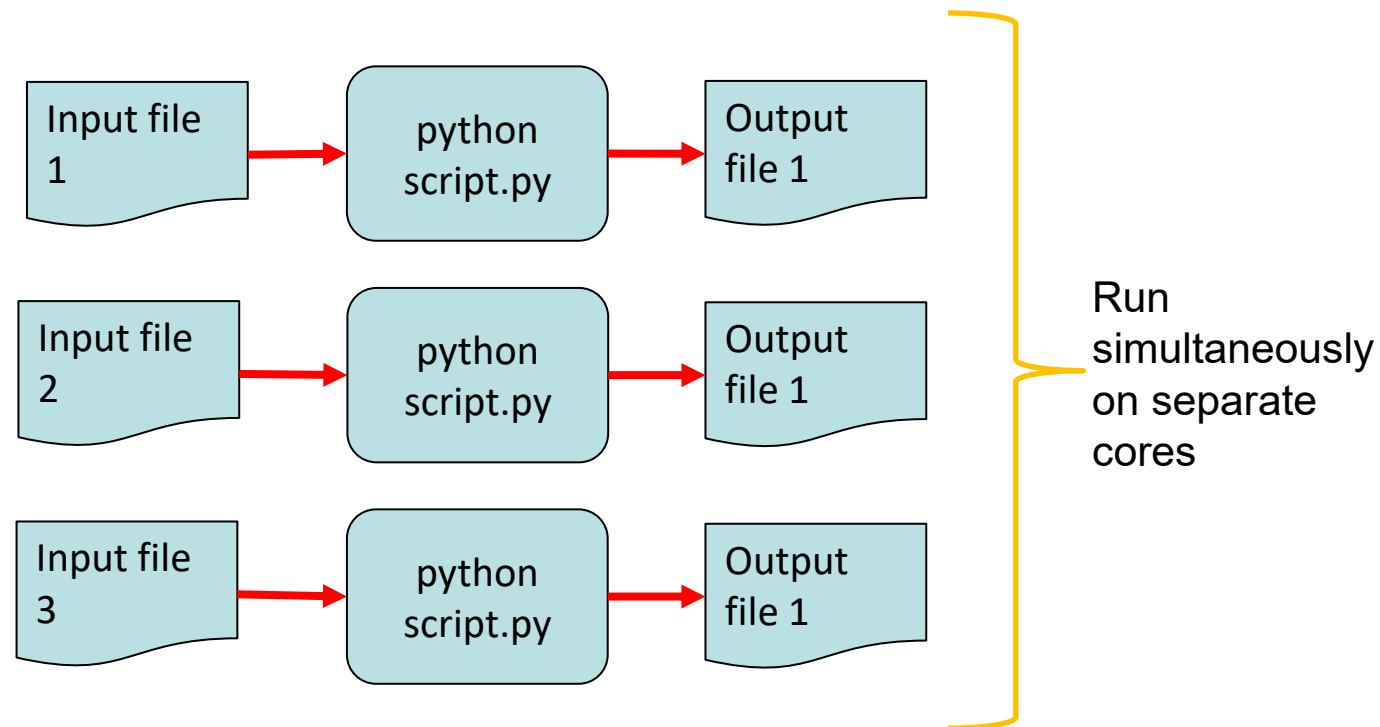 Input file
1
python
script.py
Output
file 1
Input file
2
python
script.py
Output
file 1
Input file
3
python
script.py
Output
file 1
Run
simultaneously
on separate
cores